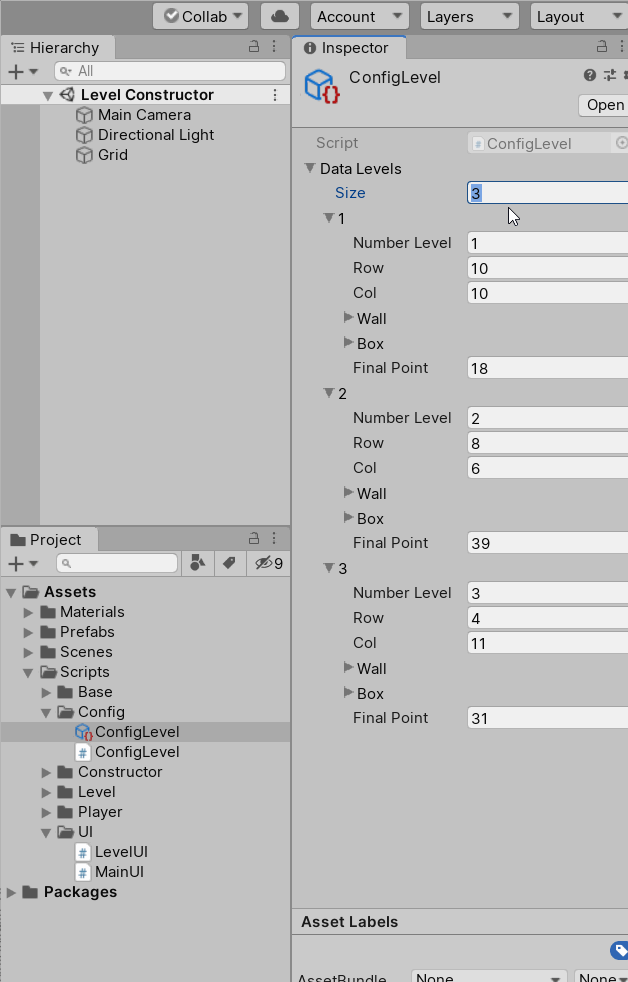 Collab Account Layers Layout
Hierarchy
All
Level Constructor
Main Camera
Directional Light
Grid
Project
9
Assets
Materials
Prefabs
Scenes
Scripts
Base
Config
{} ConfigLevel
# ConfigLevel
Constructor
Level
Player
UI
# LevelUI
# MainUI
Packages
Inspector
{} ConfigLevel
Open
Script # ConfigLevel
Data Levels
Size 3
1
Number Level 1
Row 10
Col 10
Wall
Box
Final Point 18
2
Number Level 2
Row 8
Col 6
Wall
Box
Final Point 39
3
Number Level 3
Row 4
Col 11
Wall
Box
Final Point 31
Asset Labels
AssetBundle None None